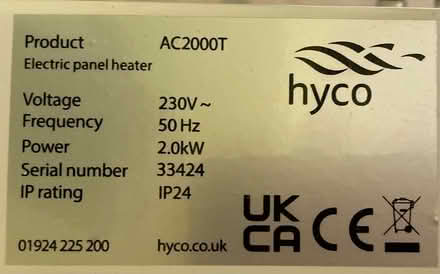 Product AC2000T
Electric panel heater
hyco
Voltage 230V ~
Frequency 50 Hz
Power 2.0kW
Serial number 33424
IP rating IP24
UK
CA CE
01924 225 200 hyco.co.uk